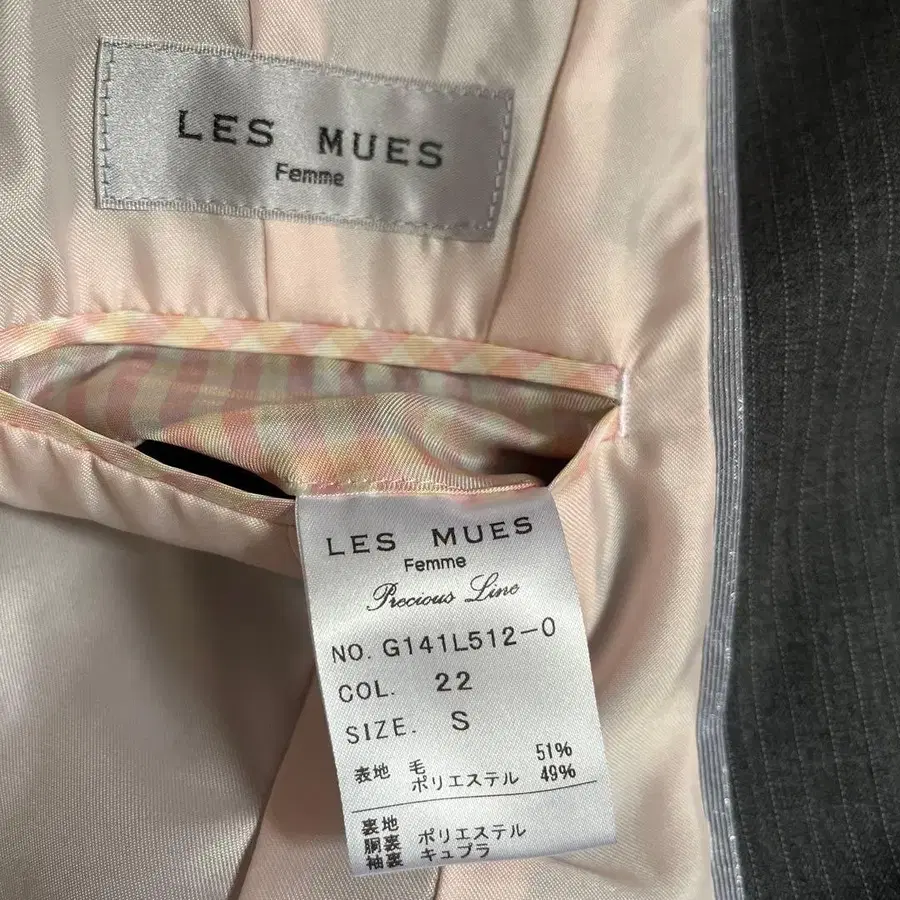 LES MUES
Femme
LES MUES
Femme
Precious Line
NO. G141L512-0
COL. 22
SIZE. S
表地 毛 51%
ポリエステル 49%
裏地
胴裏 ポリエステル
袖裏 キュプラ